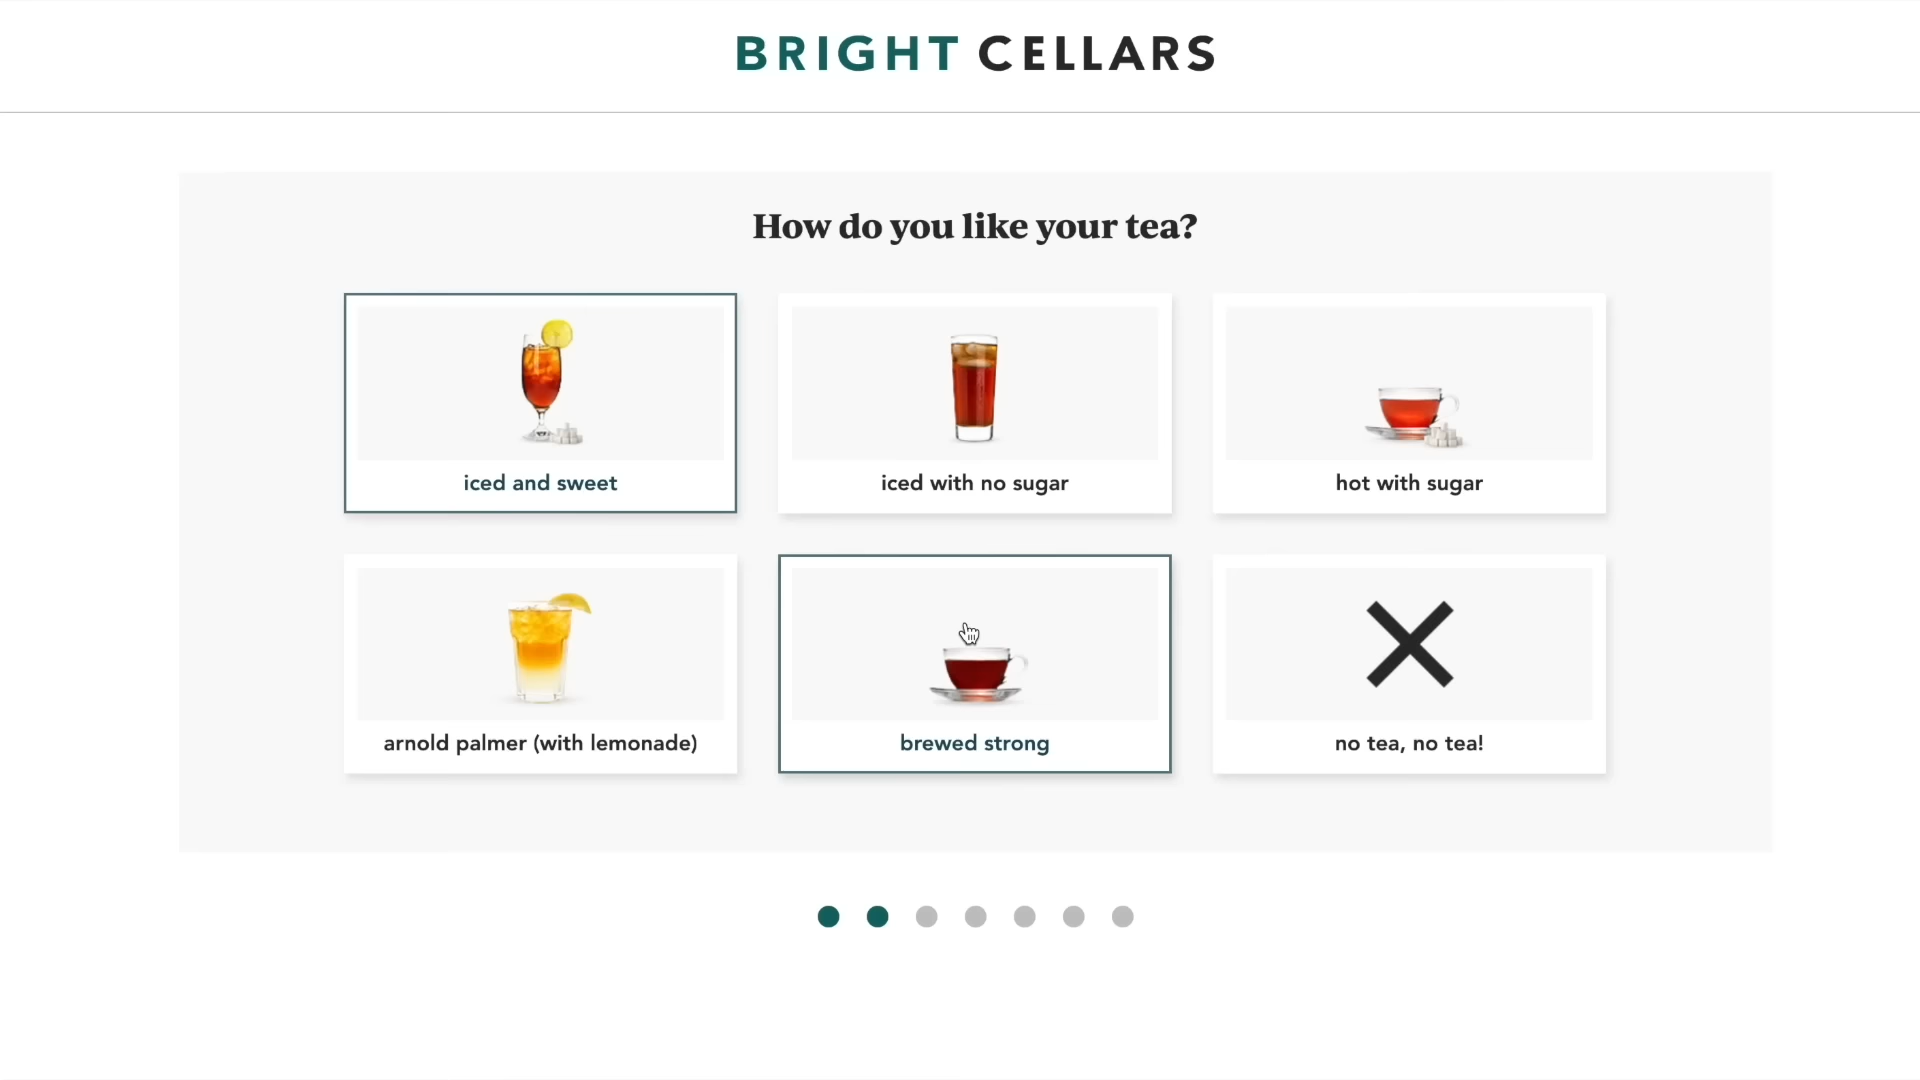 BRIGHT CELLARS
How do you like your tea?
iced and sweet
iced with no sugar
hot with sugar
arnold palmer (with lemonade)
brewed strong
no tea, no tea!